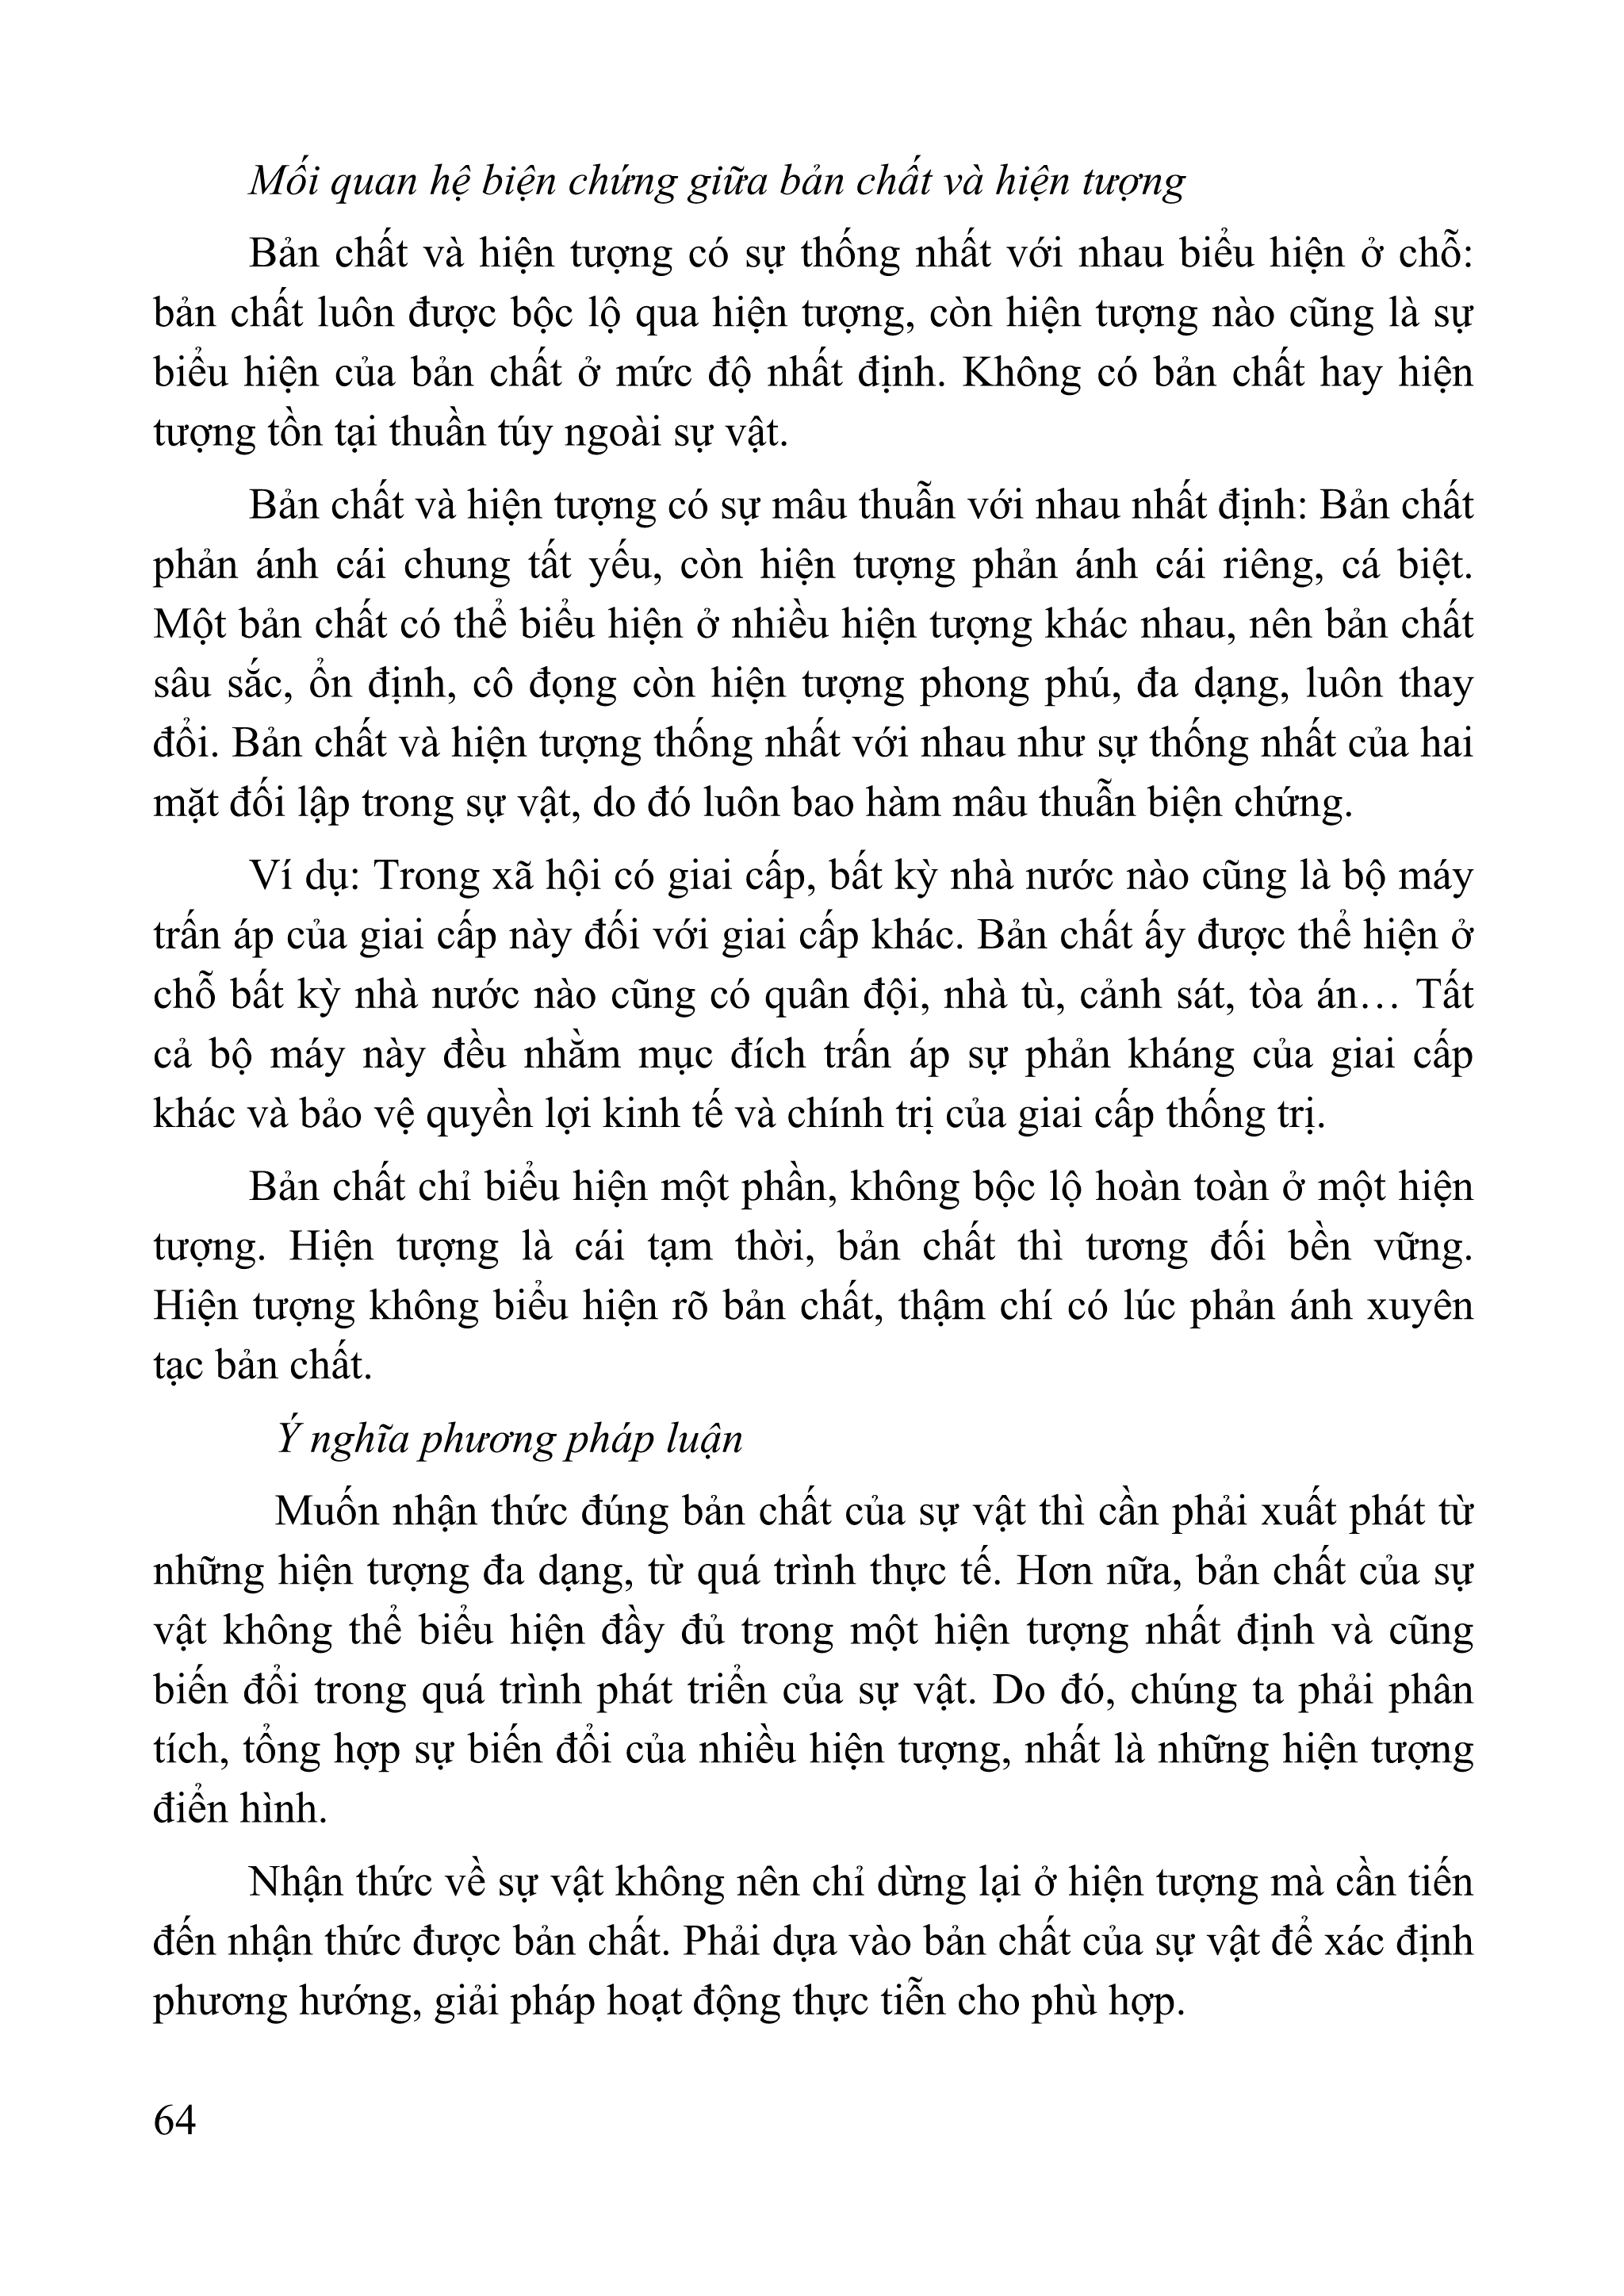 Mối quan hệ biện chứng giữa bản chất và hiện tượng
Bản chất và hiện tượng có sự thống nhất với nhau biểu hiện ở chỗ:
bản chất luôn được bộc lộ qua hiện tượng, còn hiện tượng nào cũng là sự
biểu hiện của bản chất ở mức độ nhất định. Không có bản chất hay hiện
tượng tồn tại thuần túy ngoài sự vật.
Bản chất và hiện tượng có sự mâu thuẫn với nhau nhất định: Bản chất
phản ánh cái chung tất yếu, còn hiện tượng phản ánh cái riêng, cá biệt.
Một bản chất có thể biểu hiện ở nhiều hiện tượng khác nhau, nên bản chất
sâu sắc, ổn định, cô đọng còn hiện tượng phong phú, đa dạng, luôn thay
đổi. Bản chất và hiện tượng thống nhất với nhau như sự thống nhất của hai
mặt đối lập trong sự vật, do đó luôn bao hàm mâu thuẫn biện chứng.
Ví dụ: Trong xã hội có giai cấp, bất kỳ nhà nước nào cũng là bộ máy
trấn áp của giai cấp này đối với giai cấp khác. Bản chất ấy được thể hiện ở
chỗ bất kỳ nhà nước nào cũng có quân đội, nhà tù, cảnh sát, tòa án… Tất
cả bộ máy này đều nhằm mục đích trấn áp sự phản kháng của giai cấp
khác và bảo vệ quyền lợi kinh tế và chính trị của giai cấp thống trị.
Bản chất chỉ biểu hiện một phần, không bộc lộ hoàn toàn ở một hiện
tượng. Hiện tượng là cái tạm thời, bản chất thì tương đối bền vững.
Hiện tượng không biểu hiện rõ bản chất, thậm chí có lúc phản ánh xuyên
tạc bản chất.
Ý nghĩa phương pháp luận
Muốn nhận thức đúng bản chất của sự vật thì cần phải xuất phát từ
những hiện tượng đa dạng, từ quá trình thực tế. Hơn nữa, bản chất của sự
vật không thể biểu hiện đầy đủ trong một hiện tượng nhất định và cũng
biến đổi trong quá trình phát triển của sự vật. Do đó, chúng ta phải phân
tích, tổng hợp sự biến đổi của nhiều hiện tượng, nhất là những hiện tượng
điển hình.
Nhận thức về sự vật không nên chỉ dừng lại ở hiện tượng mà cần tiến
đến nhận thức được bản chất. Phải dựa vào bản chất của sự vật để xác định
phương hướng, giải pháp hoạt động thực tiễn cho phù hợp.
64